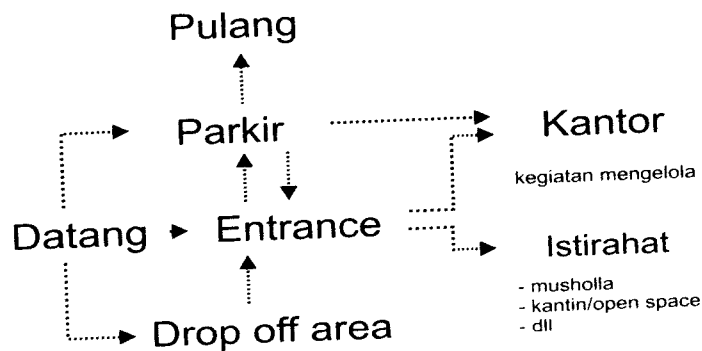 Pulang
Parkir
Kantor
kegiatan mengelola
Datang
Entrance
Istirahat
- musholla
- kantin/open space
- dll
Drop off area